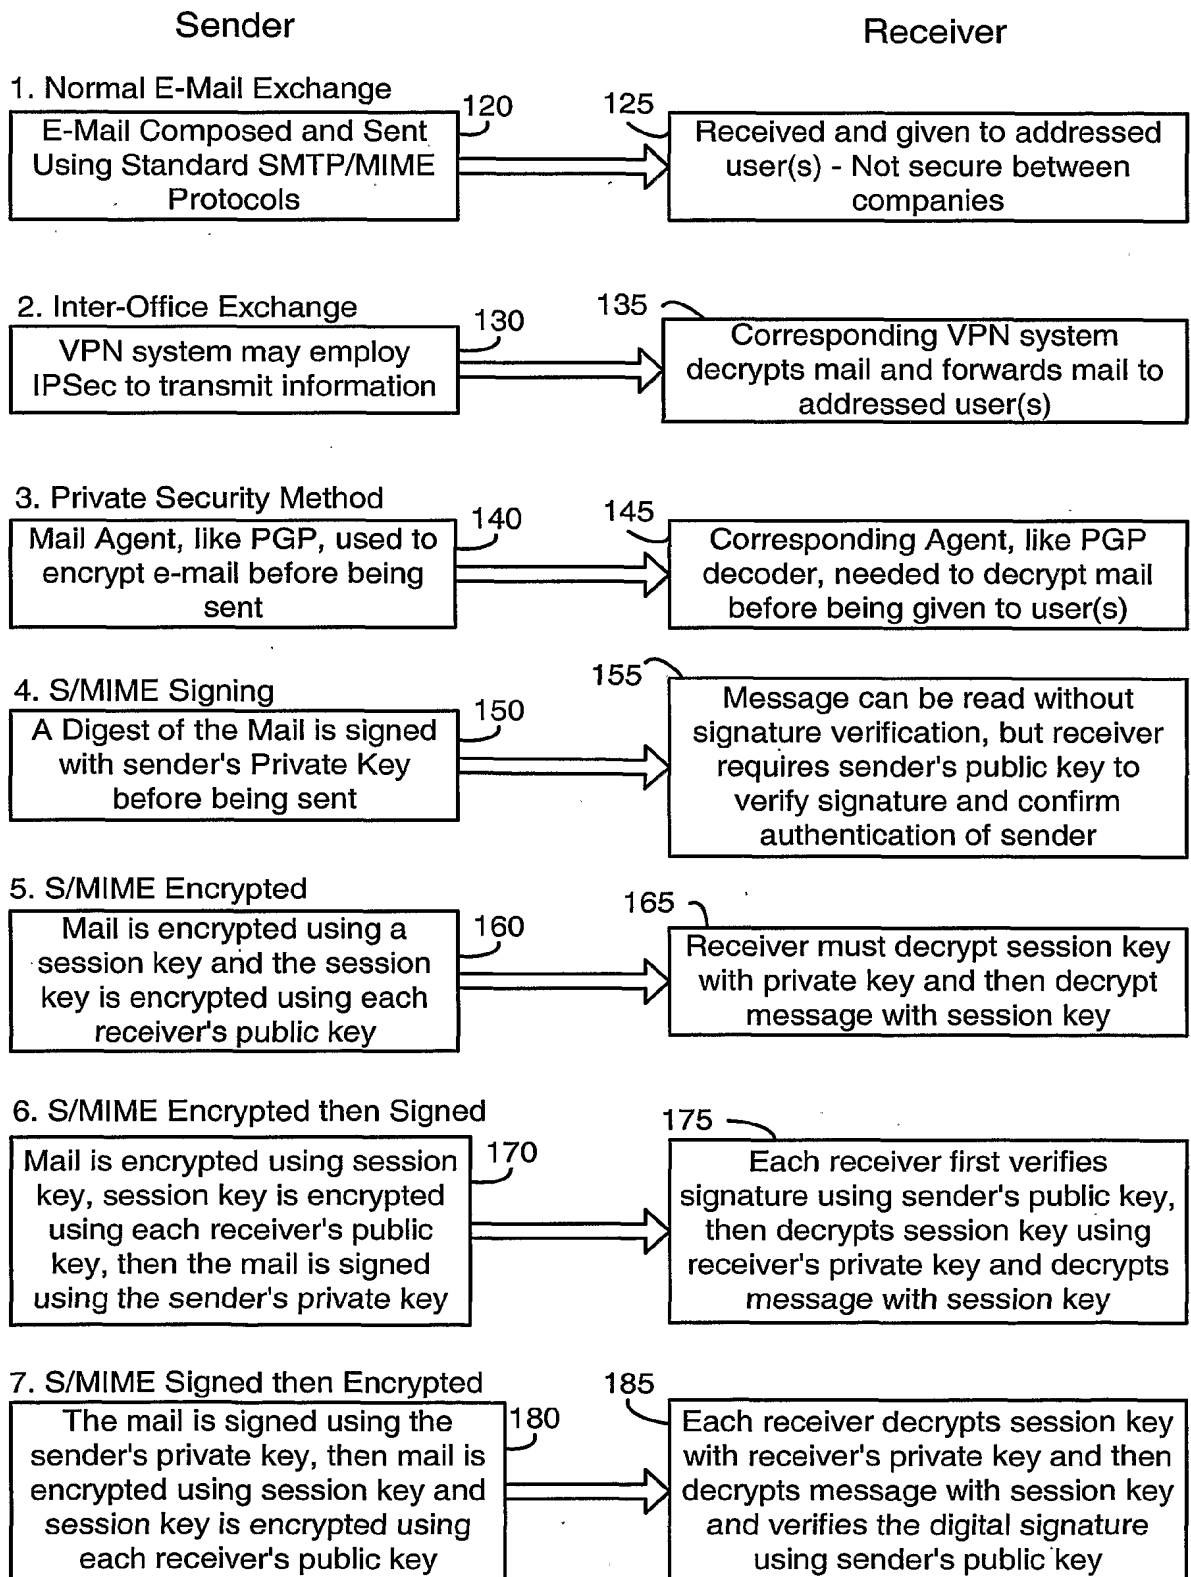 Sender
Receiver
1. Normal E-Mail Exchange
120
125
E-Mail Composed and Sent
Using Standard SMTP/MIME
Protocols
Received and given to addressed
user(s) - Not secure between
companies
2. Inter-Office Exchange
130
135
VPN system may employ
IPSec to transmit information
Corresponding VPN system
decrypts mail and forwards mail to
addressed user(s)
3. Private Security Method
140
145
Mail Agent, like PGP, used to
encrypt e-mail before being
sent
Corresponding Agent, like PGP
decoder, needed to decrypt mail
before being given to user(s)
4. S/MIME Signing
150
155
A Digest of the Mail is signed
with sender's Private Key
before being sent
Message can be read without
signature verification, but receiver
requires sender's public key to
verify signature and confirm
authentication of sender
5. S/MIME Encrypted
160
165
Mail is encrypted using a
session key and the session
key is encrypted using each
receiver's public key
Receiver must decrypt session key
with private key and then decrypt
message with session key
6. S/MIME Encrypted then Signed
170
175
Mail is encrypted using session
key, session key is encrypted
using each receiver's public
key, then the mail is signed
using the sender's private key
Each receiver first verifies
signature using sender's public key,
then decrypts session key using
receiver's private key and decrypts
message with session key
7. S/MIME Signed then Encrypted
180
185
The mail is signed using the
sender's private key, then mail is
encrypted using session key and
session key is encrypted using
each receiver's public key
Each receiver decrypts session key
with receiver's private key and then
decrypts message with session key
and verifies the digital signature
using sender's public key